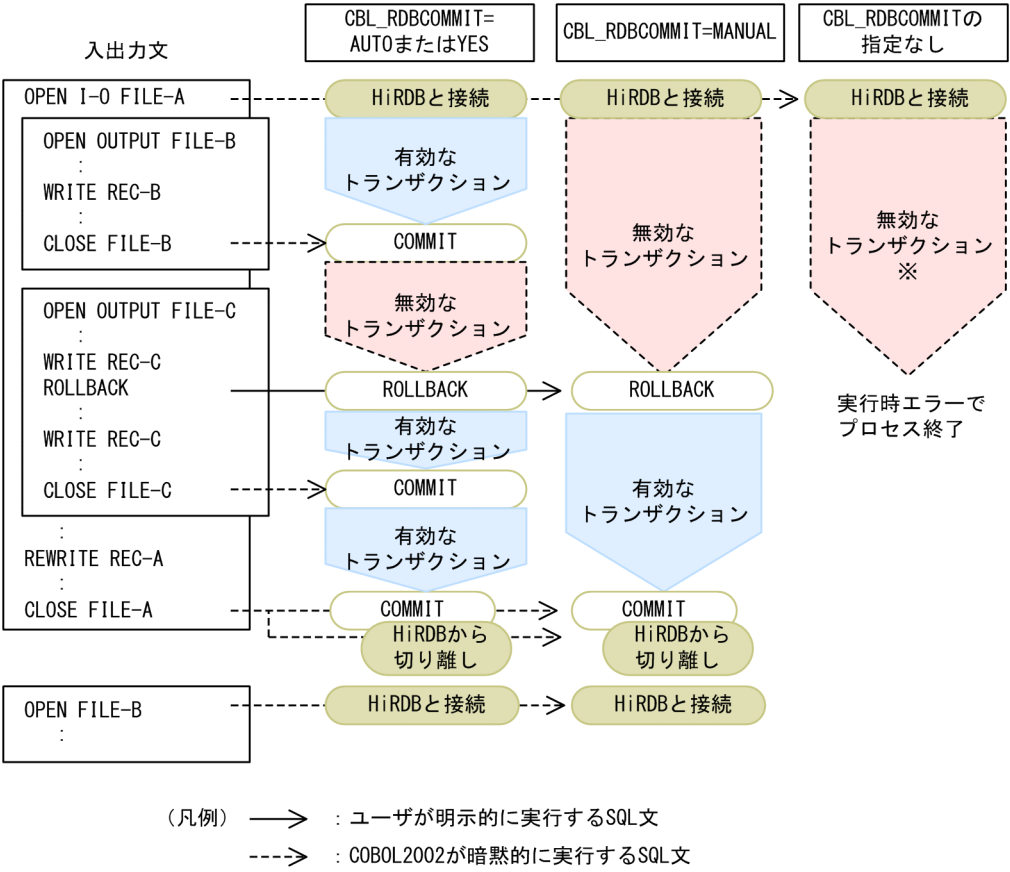 入出力文
CBL_RDBCOMMIT=
AUTOまたはYES
CBL_RDBCOMMIT=MANUAL
CBL_RDBCOMMITの
指定なし
OPEN I-O FILE-A
HiRDBと接続
HiRDBと接続
HiRDBと接続
OPEN OUTPUT FILE-B
:
WRITE REC-B
:
CLOSE FILE-B
有効な
トランザクション
COMMIT
無効な
トランザクション
無効な
トランザクション
無効な
トランザクション
※
OPEN OUTPUT FILE-C
:
WRITE REC-C
ROLLBACK
:
WRITE REC-C
:
CLOSE FILE-C
ROLLBACK
ROLLBACK
実行時エラーで
プロセス終了
有効な
トランザクション
COMMIT
有効な
トランザクション
有効な
トランザクション
:
REWRITE REC-A
:
CLOSE FILE-A
COMMIT
COMMIT
HiRDBから
切り離し
HiRDBから
切り離し
OPEN FILE-B
:
HiRDBと接続
HiRDBと接続
(凡例)
:ユーザが明示的に実行するSQL文
:COBOL2002が暗黙的に実行するSQL文